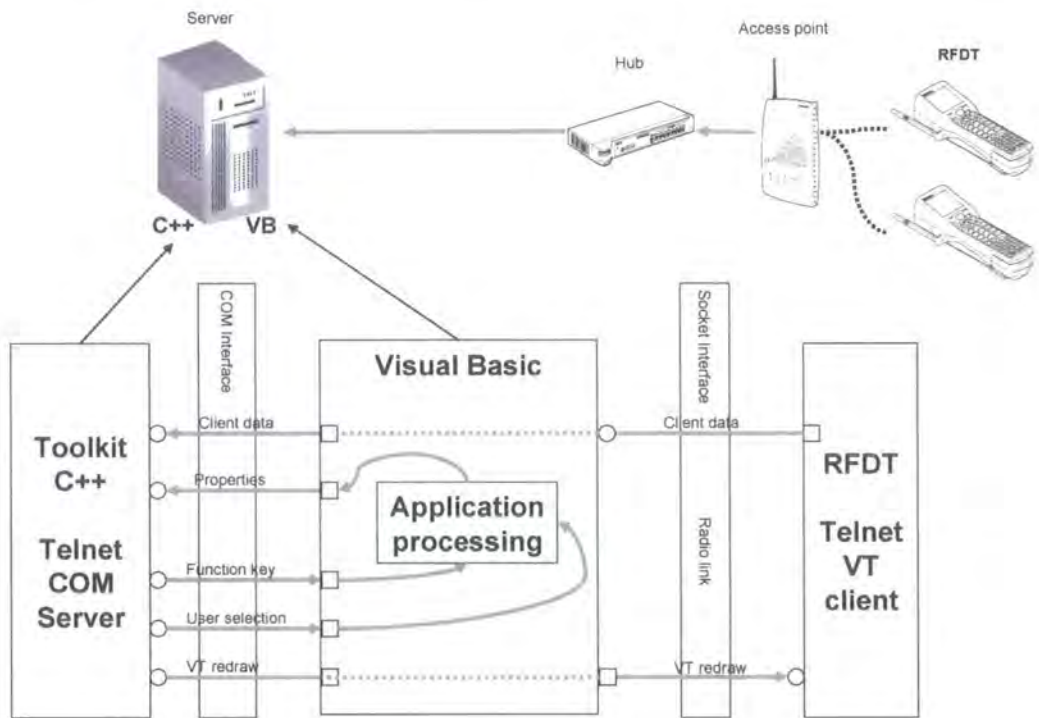 Server
Access point
Hub
RFDT
C++
VB
COM Interface
Socket Interface
Radio link
Visual Basic
Toolkit
C++
Telnet
COM
Server
Client data
Properties
Function key
User selection
VT redraw
Application
processing
Client data
VT redraw
RFDT
Telnet
VT
client